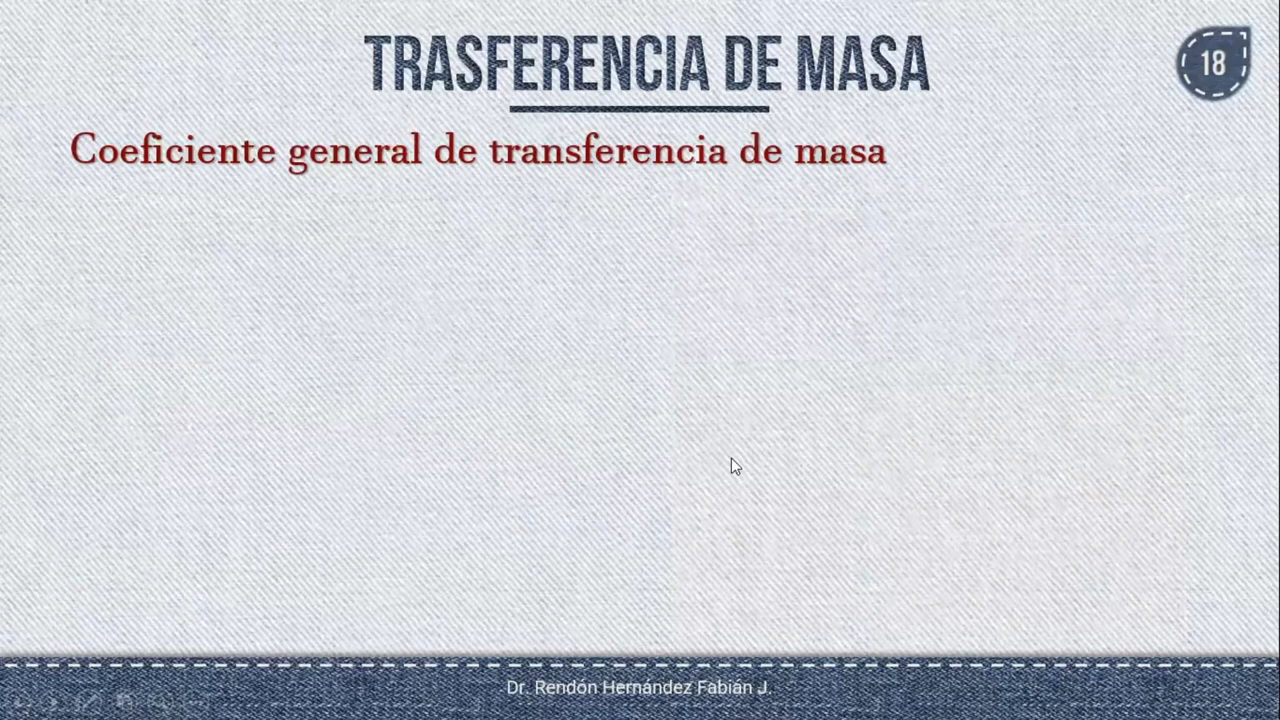 TRASFERENCIA DE MASA
18
Coeficiente general de transferencia de masa
Dr. Rendón Hernández Fabián J.